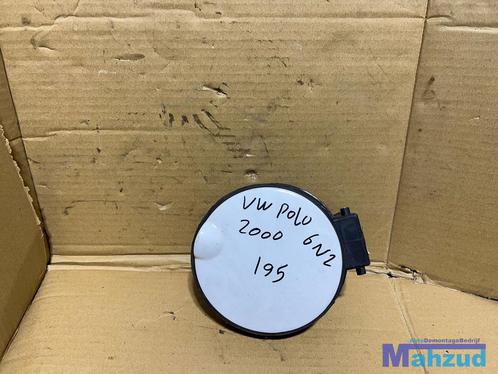 VW Polo
2000 6N2
195
AutoDemontageBedrijf
Mahzud